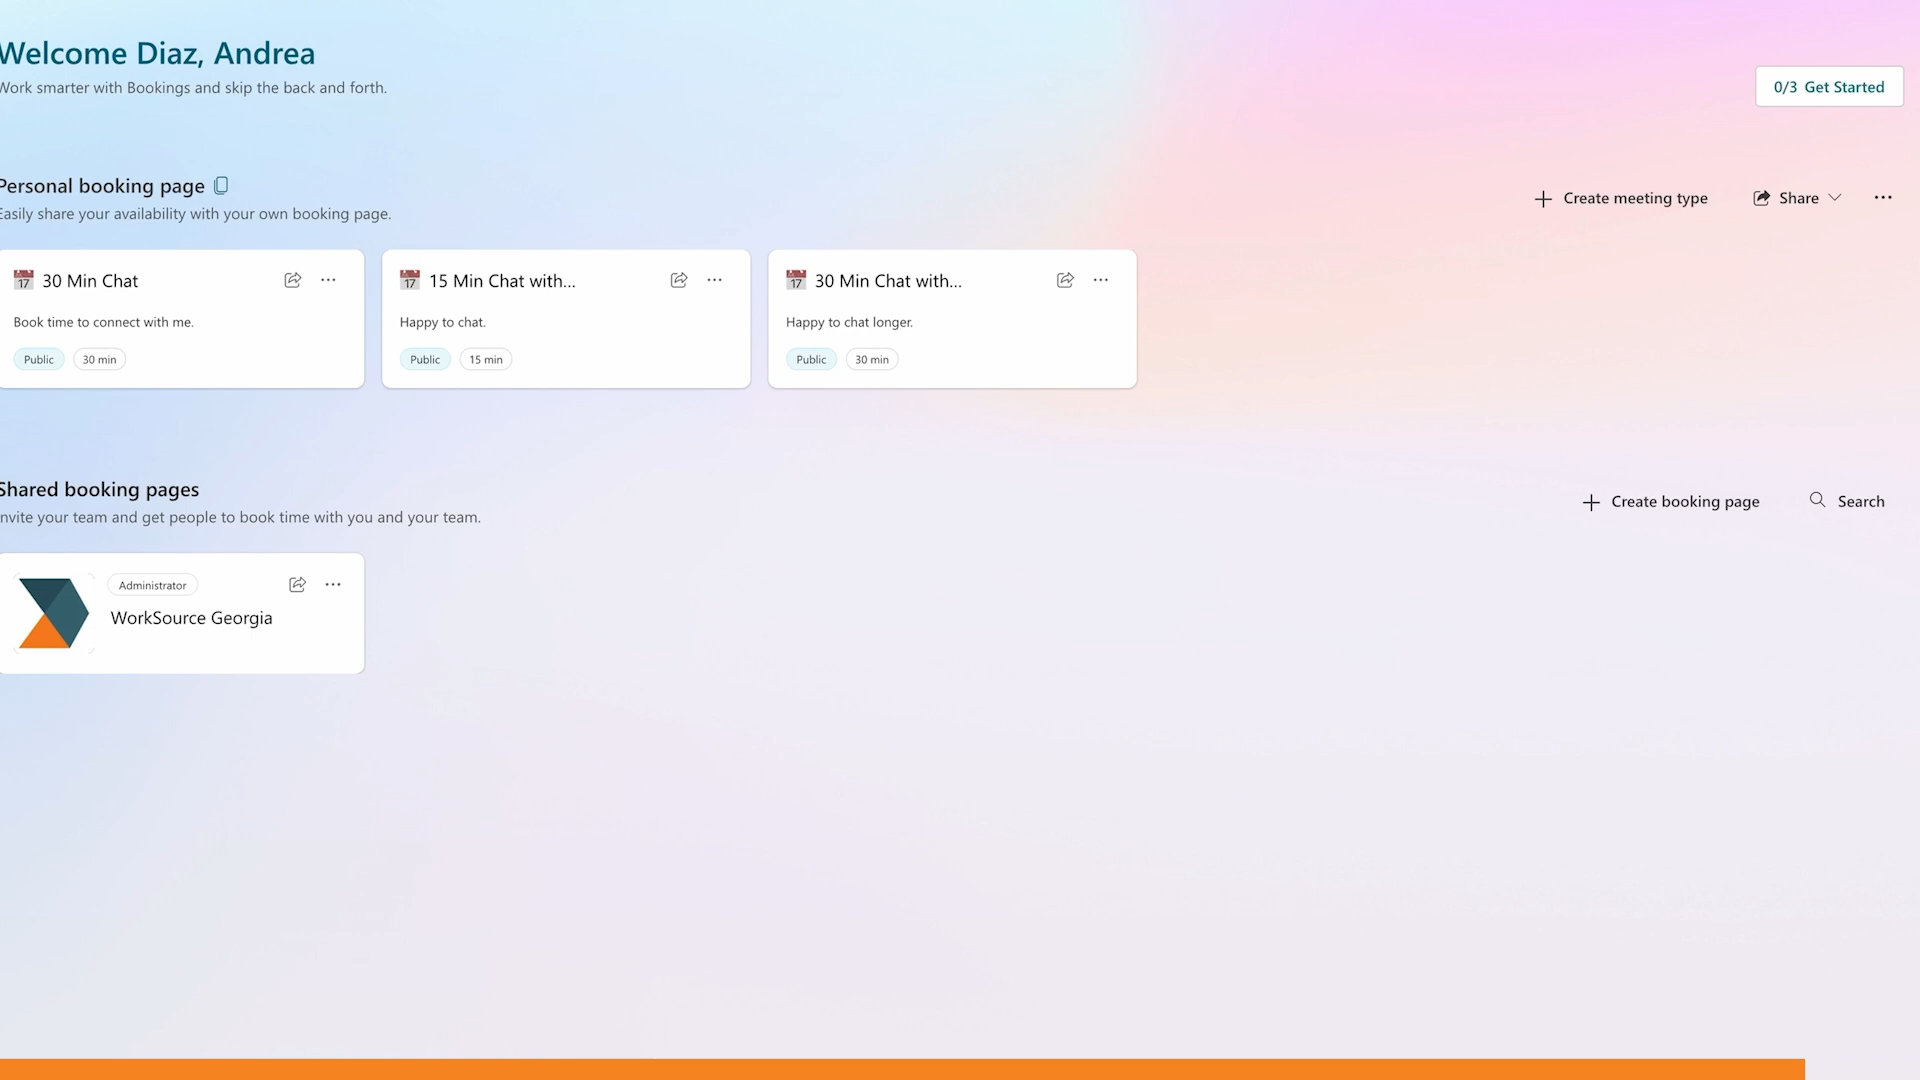 Welcome Diaz, Andrea
Work smarter with Bookings and skip the back and forth.
0/3 Get Started
Personal booking page
Easily share your availability with your own booking page.
Create meeting type
Share
30 Min Chat
Book time to connect with me.
Public
30 min
15 Min Chat with...
Happy to chat.
Public
15 min
30 Min Chat with...
Happy to chat longer.
Public
30 min
Shared booking pages
Invite your team and get people to book time with you and your team.
Create booking page
Search
Administrator
WorkSource Georgia